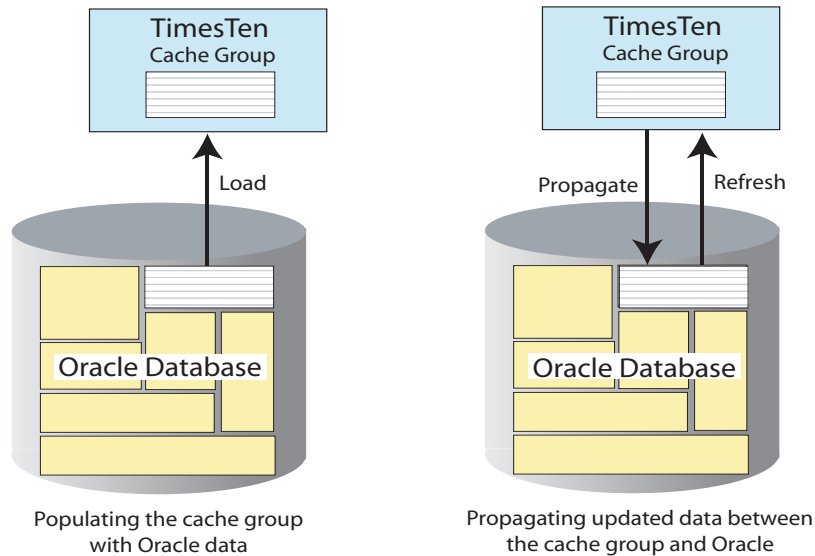 TimesTen
Cache Group
Load
Oracle Database
Populating the cache group
with Oracle data
TimesTen
Cache Group
Propagate
Refresh
Oracle Database
Propagating updated data between
the cache group and Oracle